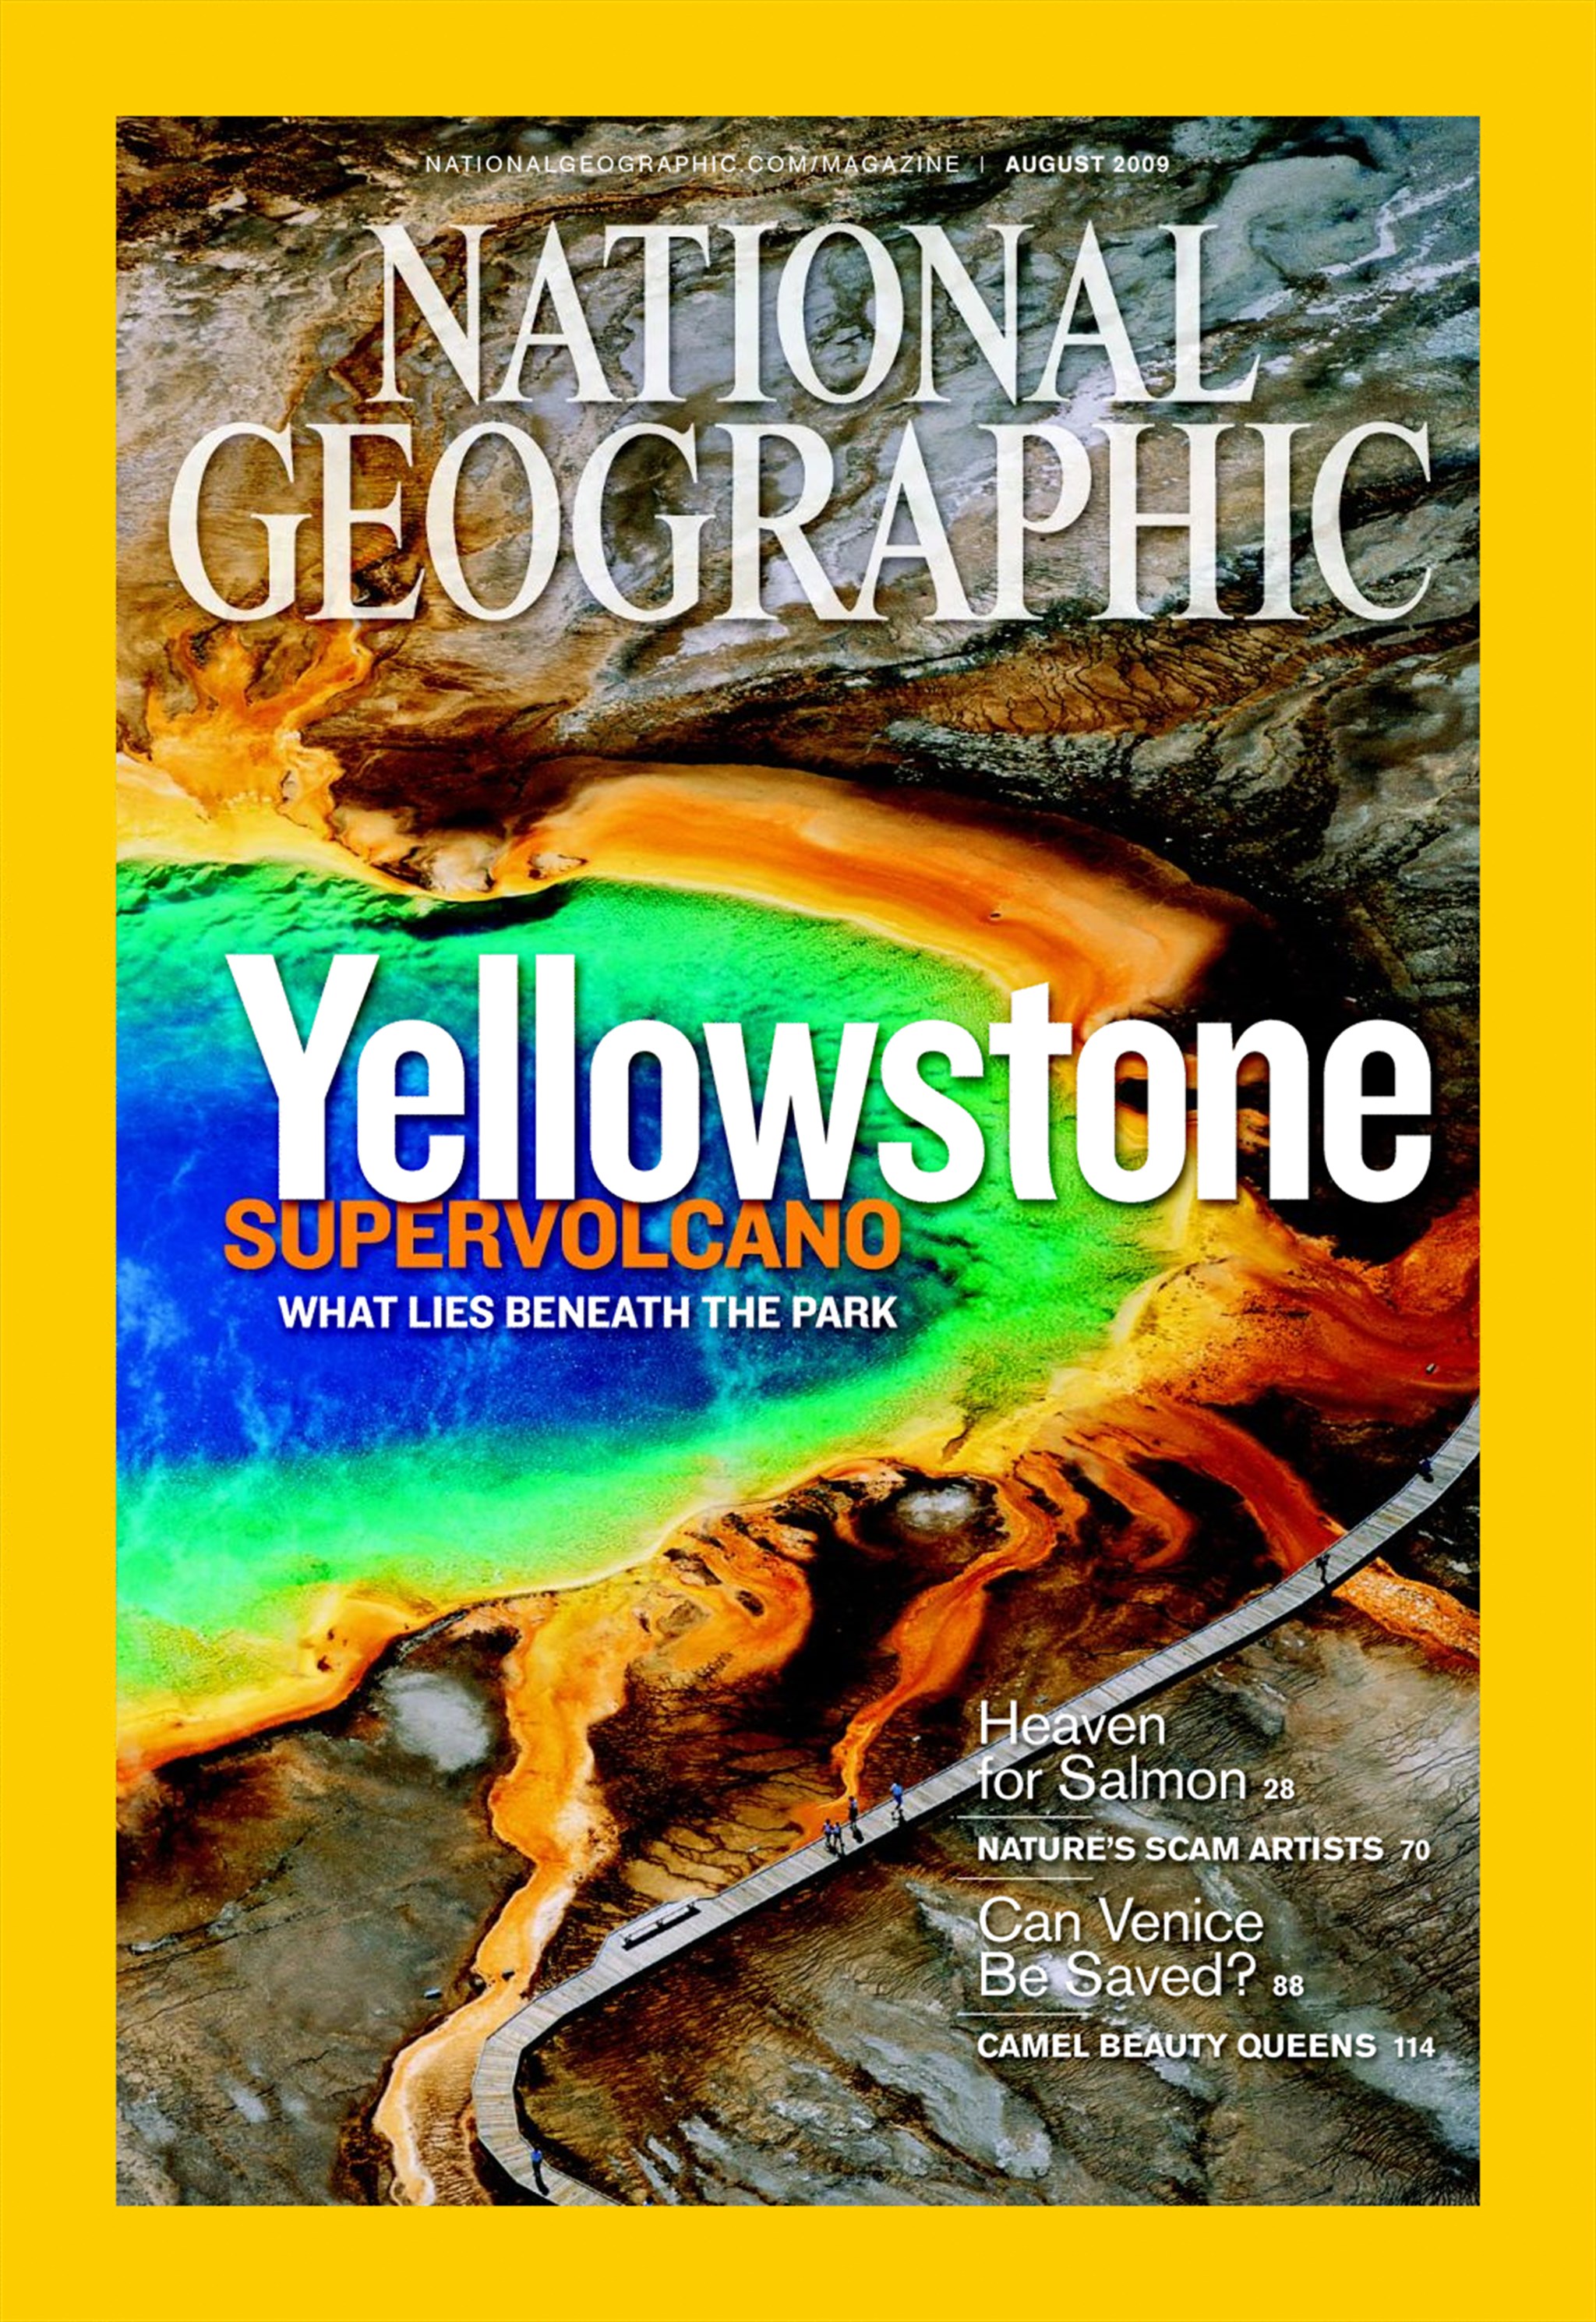 NATIONALGEOGRAPHIC.COM/MAGAZINE | AUGUST 2009
NATIONAL
GEOGRAPHIC
Yellowstone
SUPERVOLCANO
WHAT LIES BENEATH THE PARK
Heaven
for Salmon 28
NATURE'S SCAM ARTISTS 70
Can Venice
Be Saved? 88
CAMEL BEAUTY QUEENS 114